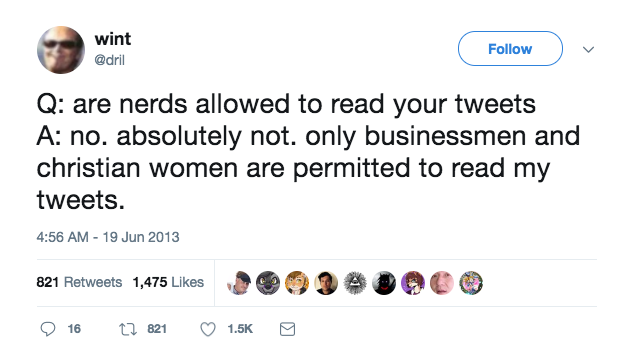 wint
@dril
Follow
Q: are nerds allowed to read your tweets
A: no. absolutely not. only businessmen and
christian women are permitted to read my
tweets.
4:56 AM - 19 Jun 2013
821 Retweets 1,475 Likes
16 821 1.5K